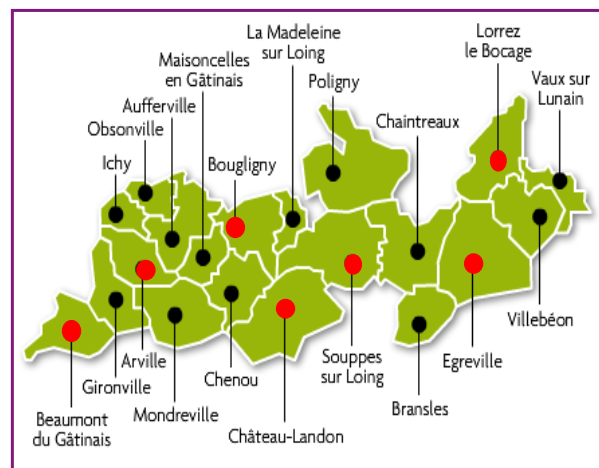 La Madeleine
sur Loing
Lorrez
le Bocage
Maisoncelles
en Gâtinais
Poligny
Vaux sur
Lunain
Aufferville
Chaintreaux
Obsonville
Ichy
Bougligny
Villebéon
Arville
Souppes
sur Loing
Egreville
Gironville
Chenou
Bransles
Beaumont
du Gâtinais
Mondreville
Château-Landon